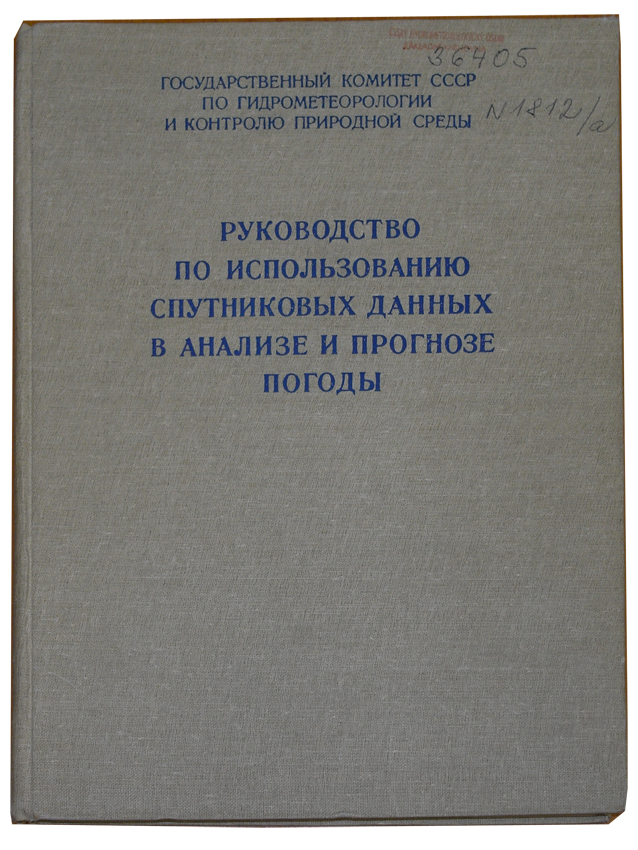 36405
ГОСУДАРСТВЕННЫЙ КОМИТЕТ СССР
ПО ГИДРОМЕТЕОРОЛОГИИ
И КОНТРОЛЮ ПРИРОДНОЙ СРЕДЫ
N1812/а
РУКОВОДСТВО
ПО ИСПОЛЬЗОВАНИЮ
СПУТНИКОВЫХ ДАННЫХ
В АНАЛИЗЕ И ПРОГНОЗЕ
ПОГОДЫ